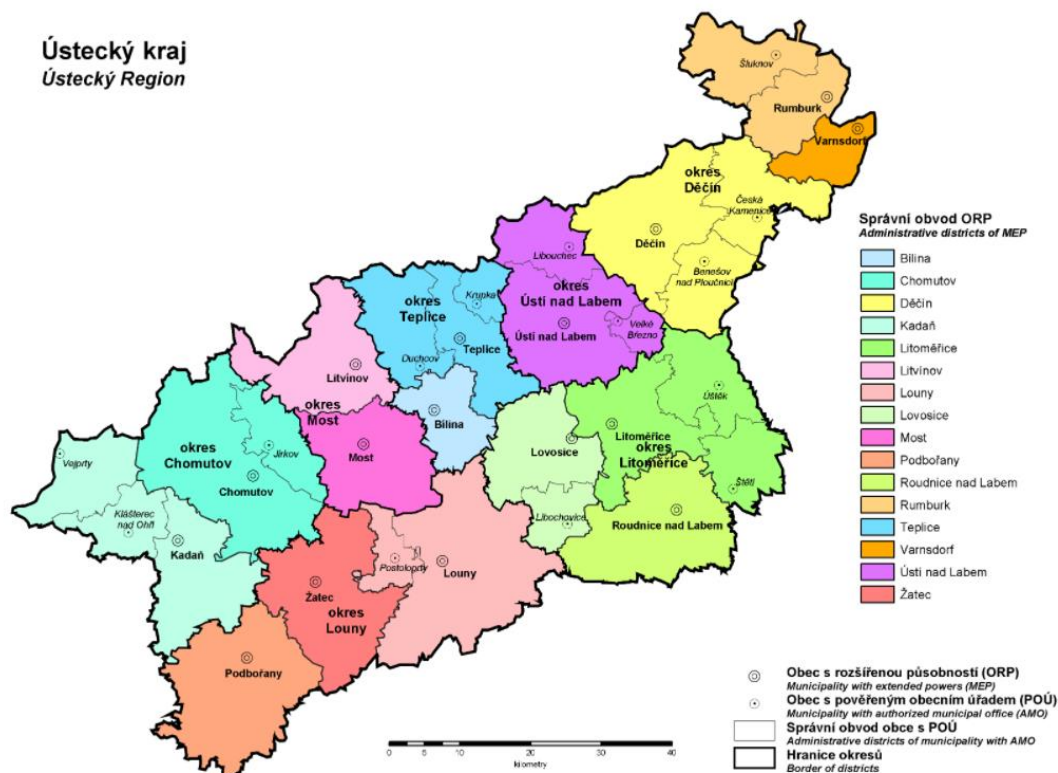 Ústecký kraj
Ústecký Region
Šluknov
Rumburk
Varnsdorf
okres
Děčín
Česká
Kamenice
Děčín
Benešov
nad Ploučnicí
Libouchec
okres
Ústí nad Labem
Ústí nad Labem
Velké
Březno
okres
Teplice
Krupka
Teplice
Duchcov
Litvínov
okres
Most
Bílina
Most
Úštěk
Litoměřice
okres
Litoměřice
Lovosice
Štětí
Libochovice
Roudnice nad Labem
okres
Chomutov
Jirkov
Chomutov
Vejprty
Klášterec
nad Ohří
Kadaň
Postoloprty
Louny
Žatec
okres
Louny
Podbořany
Správní obvod ORP
Administrative districts of MEP
Bílina
Chomutov
Děčín
Kadaň
Litoměřice
Litvínov
Louny
Lovosice
Most
Podbořany
Roudnice nad Labem
Rumburk
Teplice
Varnsdorf
Ústí nad Labem
Žatec
Obec s rozšířenou působností (ORP)
Municipality with extended powers (MEP)
Obec s pověřeným obecním úřadem (POÚ)
Municipality with authorized municipal office (AMO)
Správní obvod obce s POÚ
Administrative districts of municipality with AMO
Hranice okresů
Border of districts
0 5 10 20 30 40
kilometry